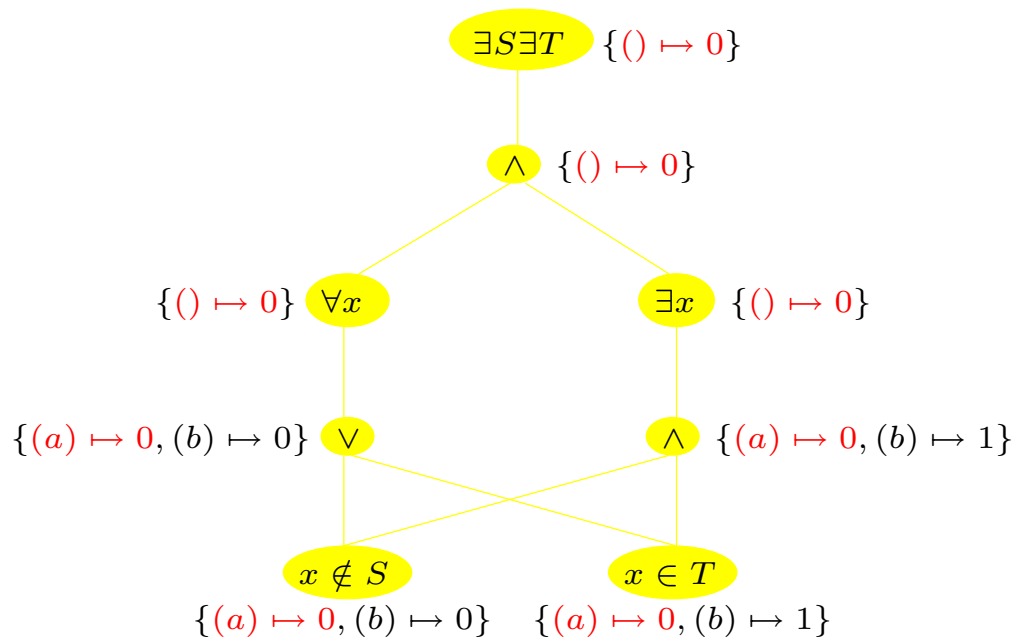 ∃S∃T {() ↦ 0}
∧ {() ↦ 0}
{() ↦ 0} ∀x ∃x {() ↦ 0}
{(a) ↦ 0, (b) ↦ 0} ∨ ∧ {(a) ↦ 0, (b) ↦ 1}
x ∉ S x ∈ T
{(a) ↦ 0, (b) ↦ 0} {(a) ↦ 0, (b) ↦ 1}